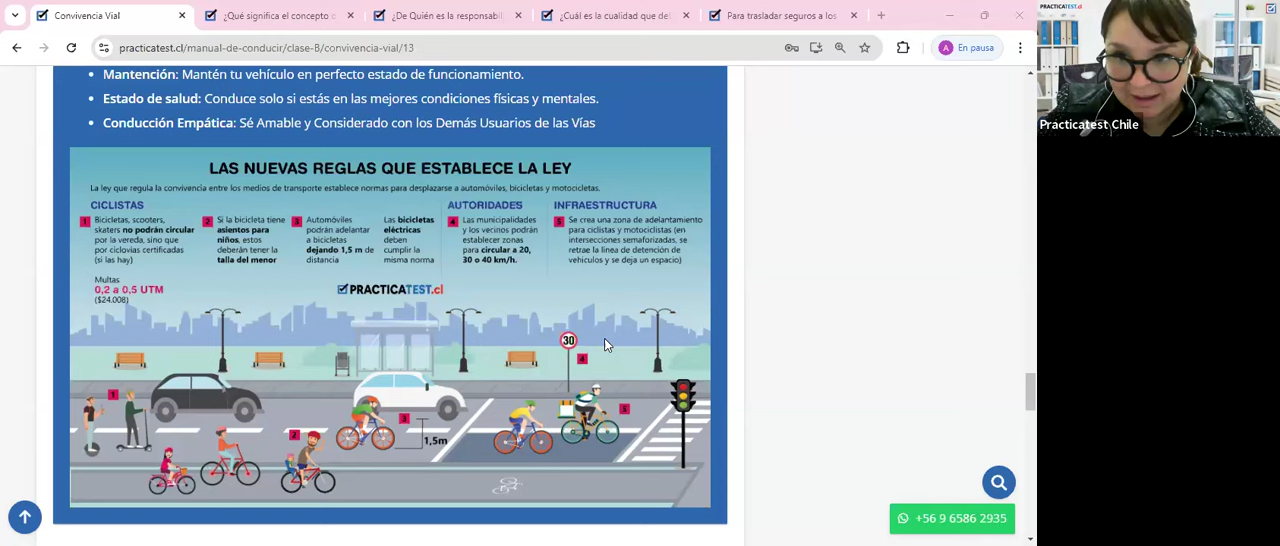 Convivencia Vial
¿Qué significa el concepto d
¿De Quién es la responsabil
¿Cuál es la cualidad que de
Para trasladar seguros a los
practicatest.cl/manual-de-conducir/clase-B/convivencia-vial/13
A
En pausa
PRACTICATEST.cl
Practicatest Chile
• Mantención: Mantén tu vehículo en perfecto estado de funcionamiento.
• Estado de salud: Conduce solo si estás en las mejores condiciones físicas y mentales.
• Conducción Empática: Sé Amable y Considerado con los Demás Usuarios de las Vías
LAS NUEVAS REGLAS QUE ESTABLECE LA LEY
La ley que regula la convivencia entre los medios de transporte establece normas para desplazarse a automóviles, bicicletas y motocicletas.
CICLISTAS
1 Bicicletas, scooters,
skaters no podrán circular
por la vereda, sino que
por ciclovias certificadas
(si las hay)
Multas
0,2 a 0,5 UTM
($24.008)
2 Si la bicicleta tiene
asientos para
niños, estos
deberán tener la
talla del menor
3 Automóviles
podrán adelantar
a bicicletas
dejando 1,5 m de
distancia
Las bicicletas
eléctricas
deben
cumplir la
misma norma
AUTORIDADES
4 Las municipalidades
y los vecinos podrán
establecer zonas
para circular a 20,
30 o 40 km/h.
INFRAESTRUCTURA
5 Se crea una zona de adelantamiento
para ciclistas y motociclistas (en
intersecciones semaforizadas, se
retrae la línea de detención de
vehiculos y se deja un espacio)
PRACTICATEST.cl
30
4
1
3
5
2
1,5m
+56 9 6586 2935